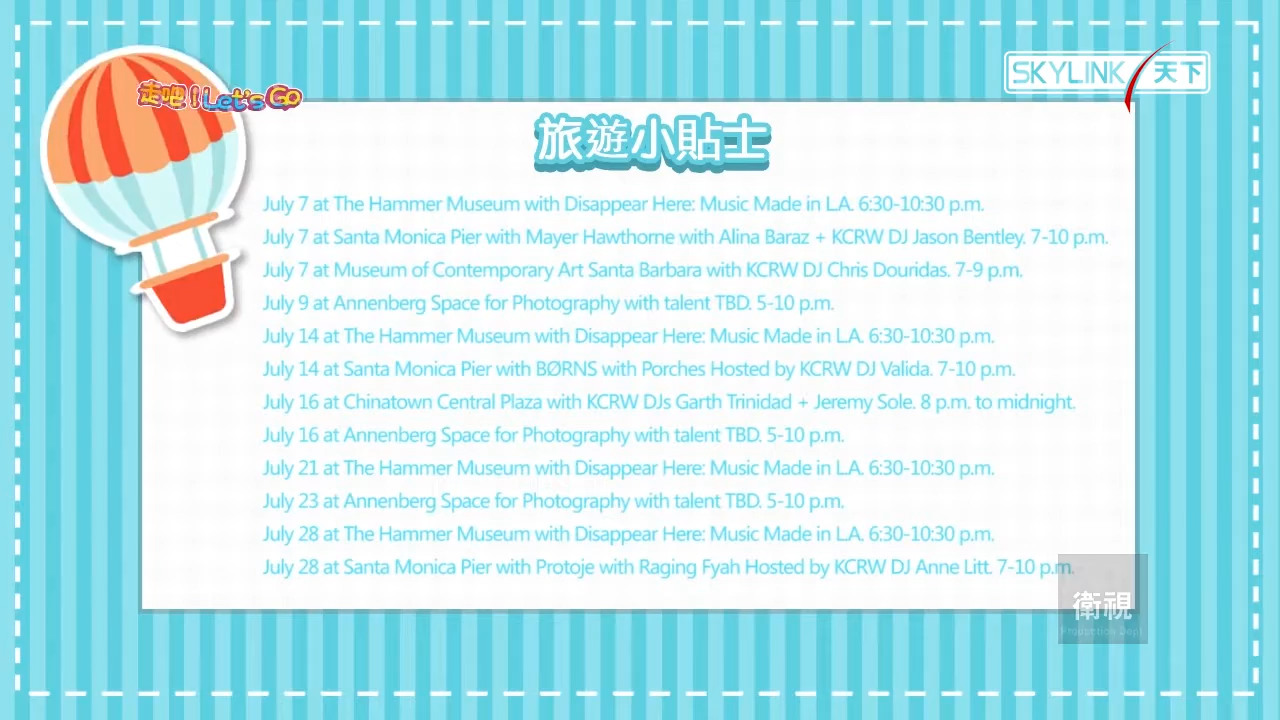 走吧!Let's Go
SKYLINK 天下
旅遊小貼士
July 7 at The Hammer Museum with Disappear Here: Music Made in L.A. 6:30-10:30 p.m.
July 7 at Santa Monica Pier with Mayer Hawthorne with Alina Baraz + KCRW DJ Jason Bentley. 7-10 p.m.
July 7 at Museum of Contemporary Art Santa Barbara with KCRW DJ Chris Douridas. 7-9 p.m.
July 9 at Annenberg Space for Photography with talent TBD. 5-10 p.m.
July 14 at The Hammer Museum with Disappear Here: Music Made in L.A. 6:30-10:30 p.m.
July 14 at Santa Monica Pier with BØRNS with Porches Hosted by KCRW DJ Valida. 7-10 p.m.
July 16 at Chinatown Central Plaza with KCRW DJs Garth Trinidad + Jeremy Sole. 8 p.m. to midnight.
July 16 at Annenberg Space for Photography with talent TBD. 5-10 p.m.
July 21 at The Hammer Museum with Disappear Here: Music Made in L.A. 6:30-10:30 p.m.
July 23 at Annenberg Space for Photography with talent TBD. 5-10 p.m.
July 28 at The Hammer Museum with Disappear Here: Music Made in L.A. 6:30-10:30 p.m.
July 28 at Santa Monica Pier with Protoje with Raging Fyah Hosted by KCRW DJ Anne Litt. 7-10 p.m.
衛視
Production Dept